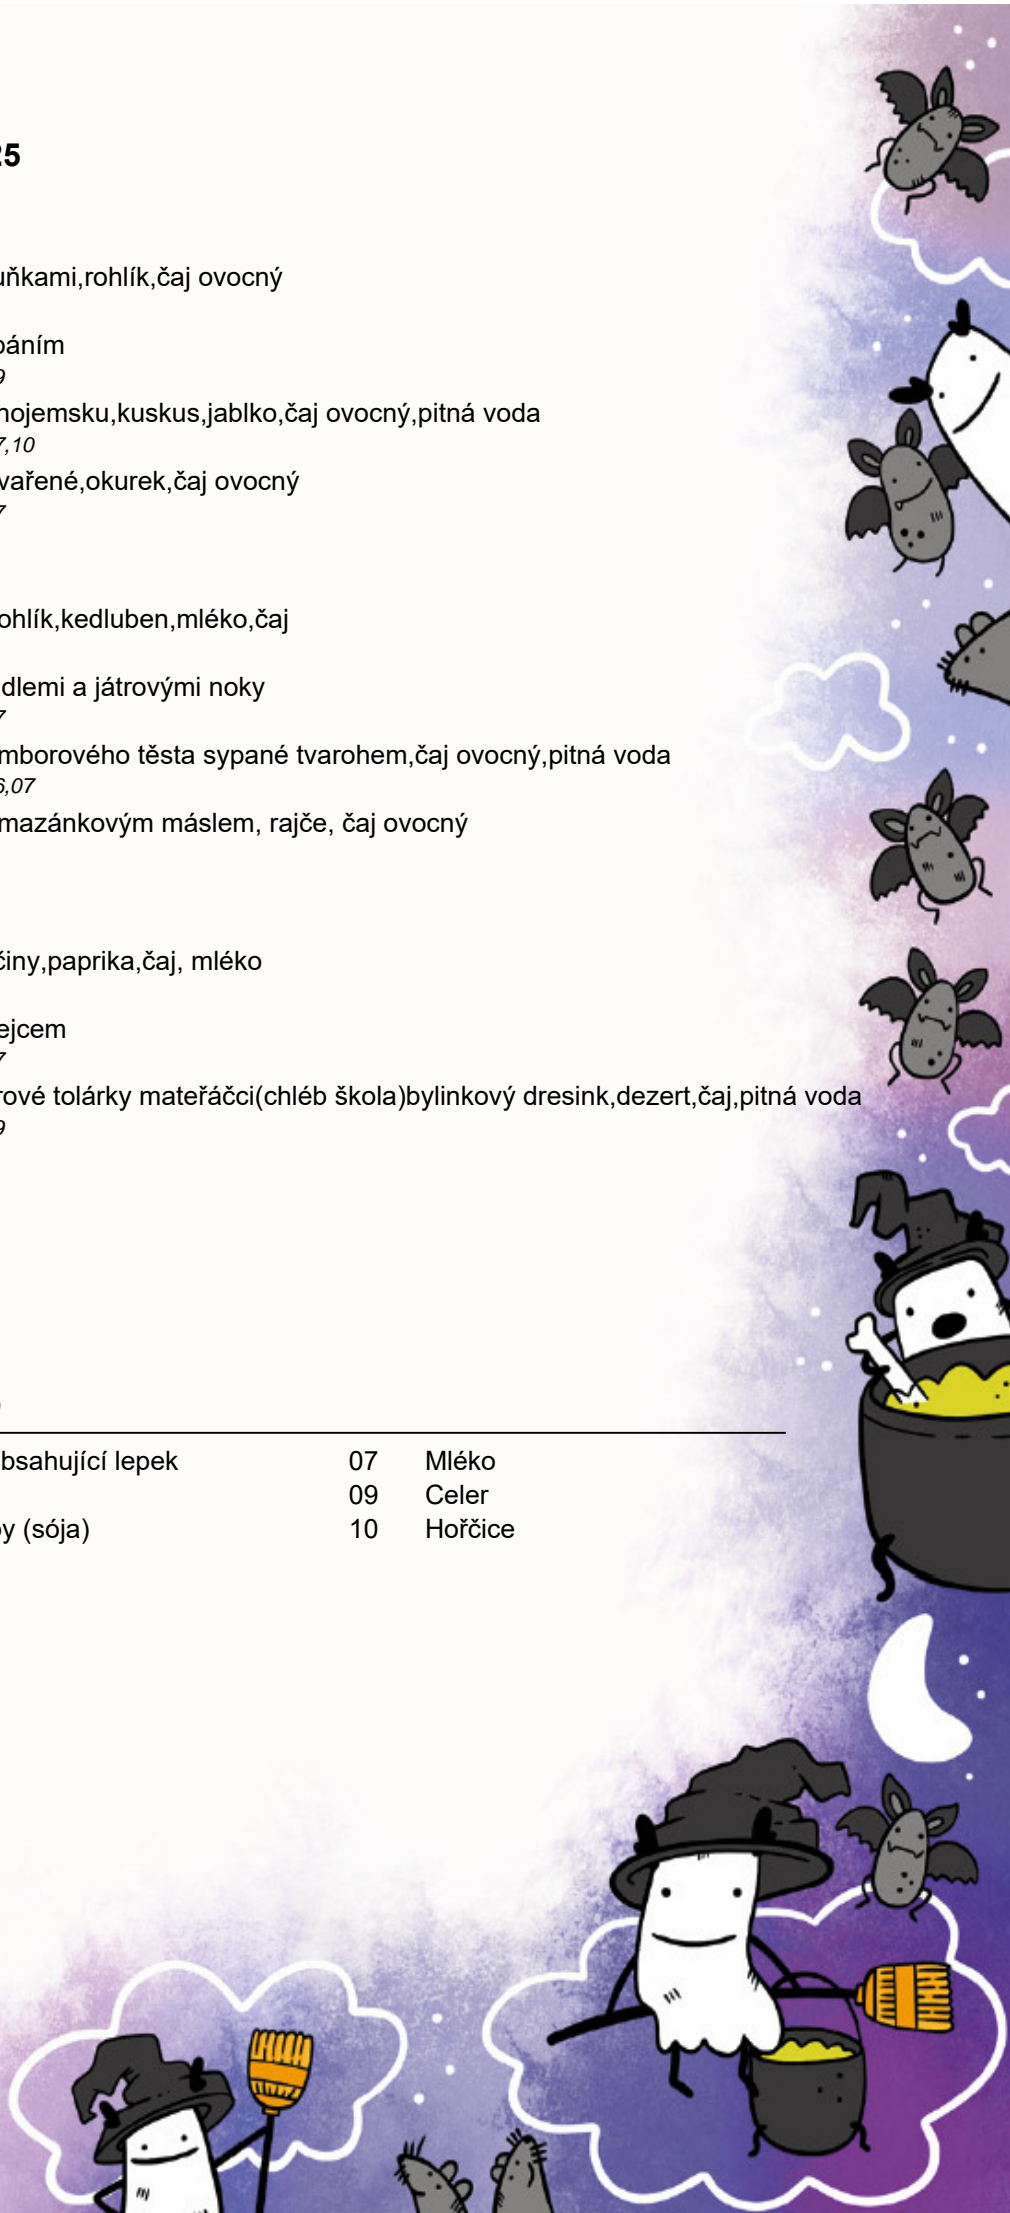 25
uňkami,rohlík,čaj ovocný
páním
9
nojemsku,kuskus,jablko,čaj ovocný,pitná voda
7,10
vařené,okurek,čaj ovocný
7
ohlík,kedluben,mléko,čaj
dlemi a játrovými noky
7
mborového těsta sypané tvarohem,čaj ovocný,pitná voda
6,07
mazánkovým máslem, rajče, čaj ovocný
činy,paprika,čaj, mléko
ejcem
7
rové tolárky mateřáčci(chléb škola)bylinkový dresink,dezert,čaj,pitná voda
9
bsahující lepek 07 Mléko
09 Celer
by (sója) 10 Hořčice